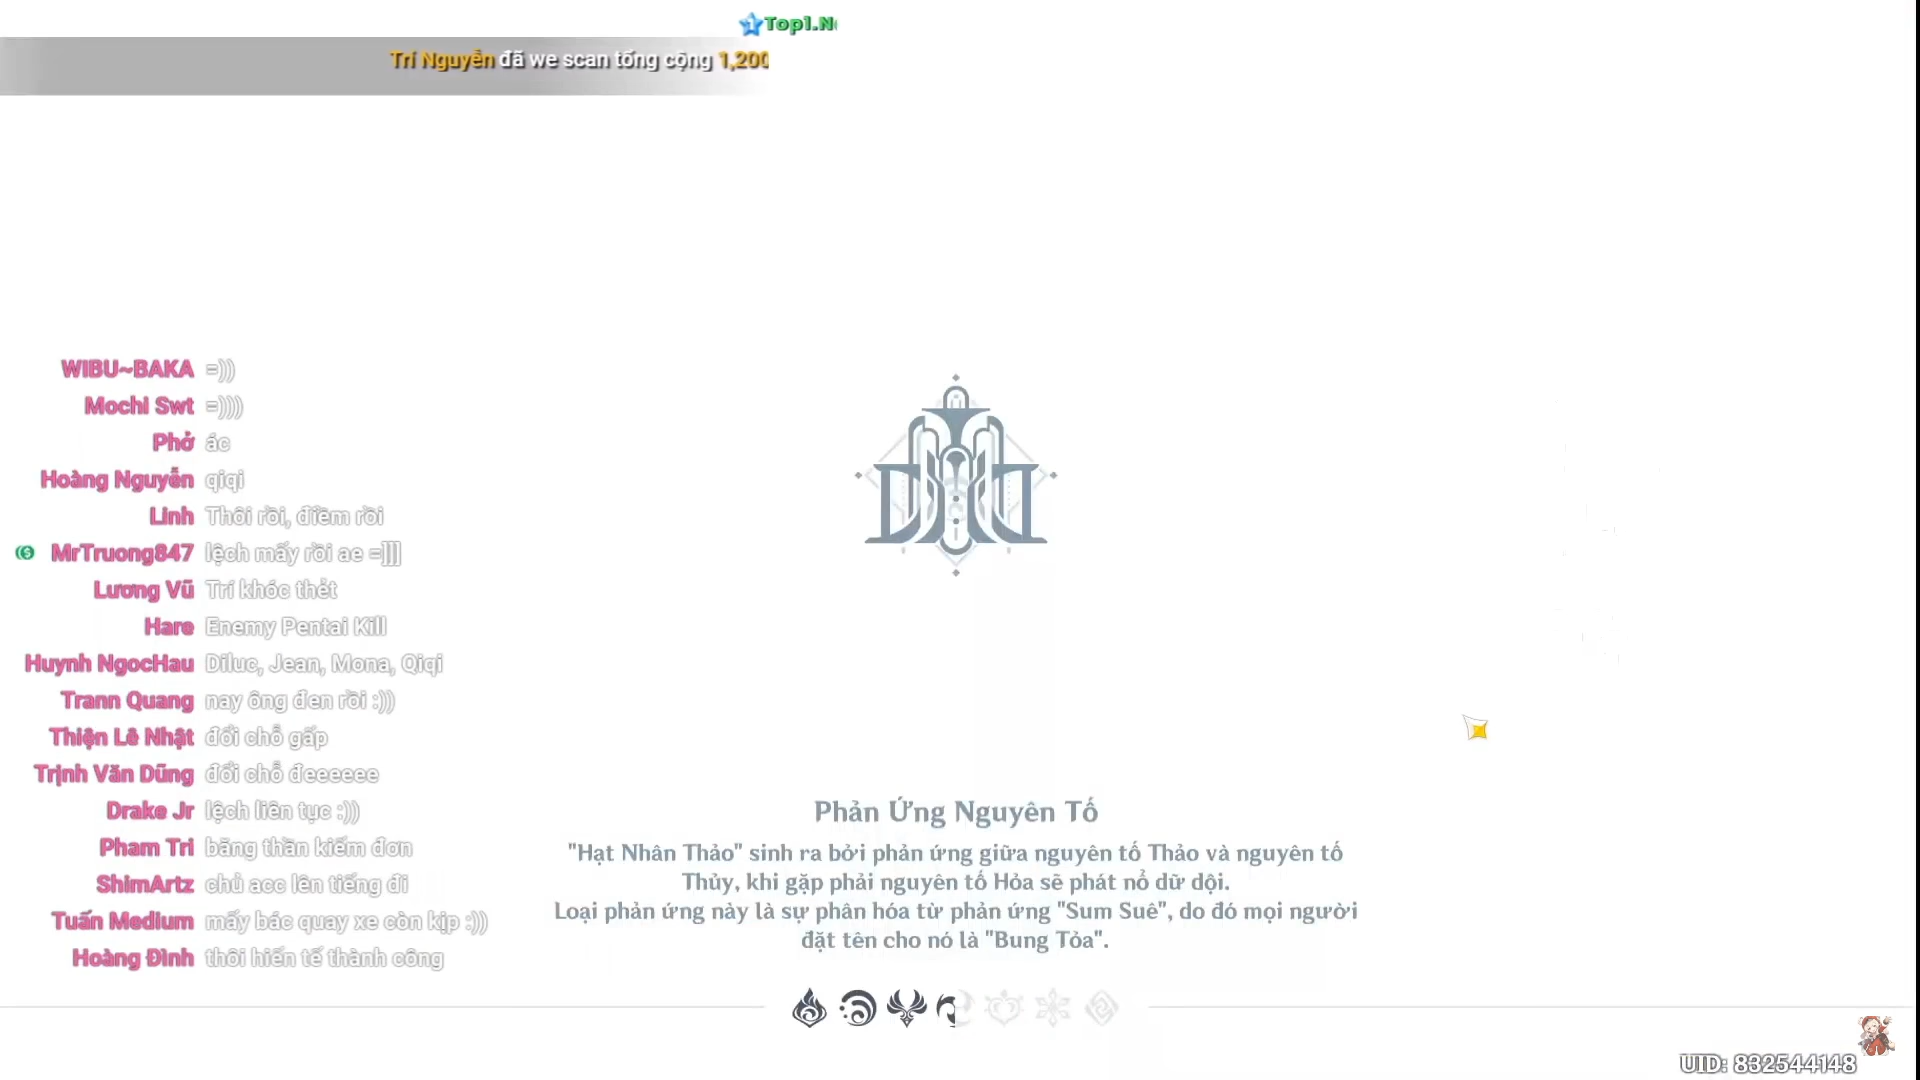 Top1.N
Trí Nguyễn đã we scan tổng cộng 1,200
WIBU~BAKA =))
Mochi Swt =))))
Phở ác
Hoàng Nguyễn qiqi
Linh Thôi rồi, điềm rồi
MrTruong847 lệch mấy rồi ae =]]]
Lương Vũ Trí khóc thét
Hare Enemy Pentai Kill
Huynh NgocHau Diluc, Jean, Mona, Qiqi
Trann Quang nay ông đen rồi :)))
Thiện Lê Nhật đổi chỗ gấp
Trịnh Văn Dũng đổi chỗ đeeeeee
Drake Jr lệch liên tục :)))
Pham Tri băng thần kiếm đơn
ShimArtz chủ acc lên tiếng đi
Tuấn Medium mấy bác quay xe còn kịp :))
Hoàng Đình thôi hiến tế thành công
Phản Ứng Nguyên Tố
"Hạt Nhân Thảo" sinh ra bởi phản ứng giữa nguyên tố Thảo và nguyên tố
Thủy, khi gặp phải nguyên tố Hỏa sẽ phát nổ dữ dội.
Loại phản ứng này là sự phân hóa từ phản ứng "Sum Suê", do đó mọi người
đặt tên cho nó là "Bung Tỏa".
UID: 832544148